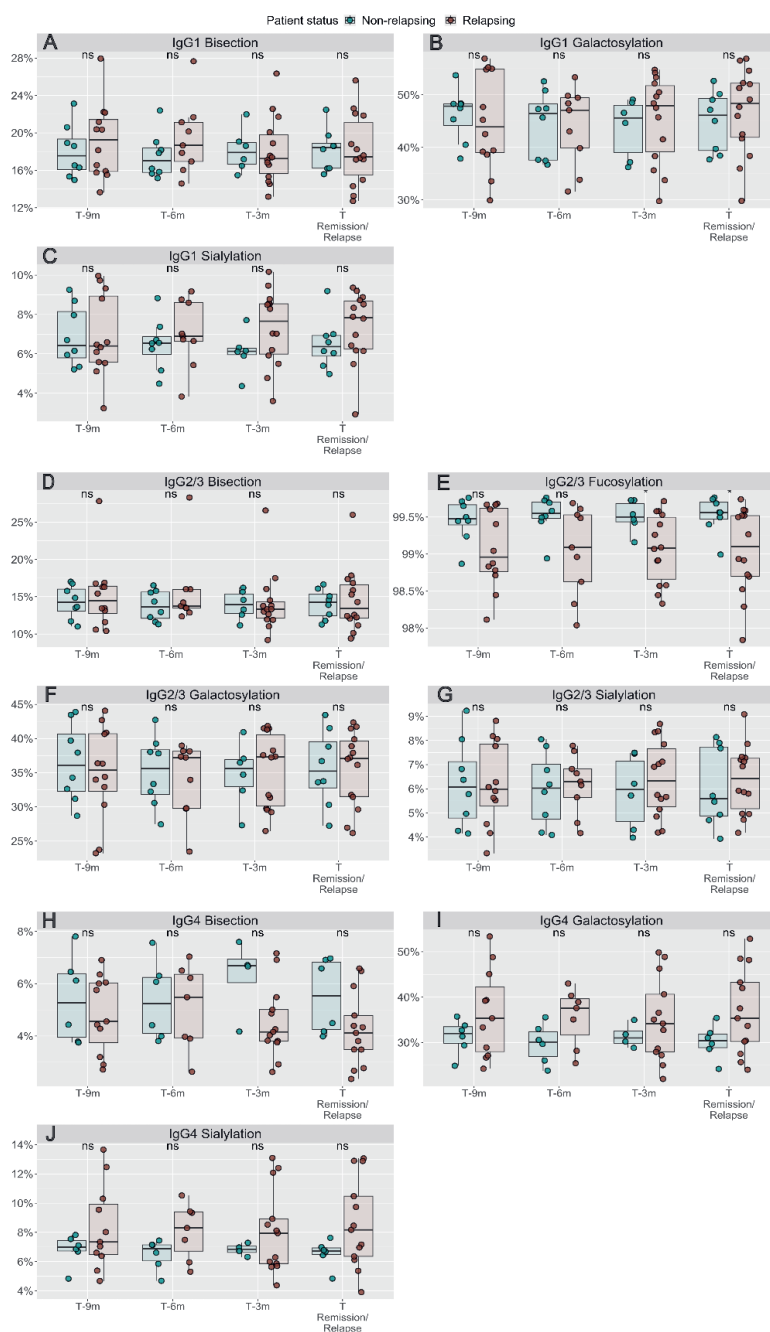 Patient status Non-relapsing Relapsing
A IgG1 Bisection
ns ns ns ns
28%
24%
20%
16%
12%
T-9m T-6m T-3m T
Remission/
Relapse
B IgG1 Galactosylation
ns ns ns ns
50%
40%
30%
T-9m T-6m T-3m T
Remission/
Relapse
C IgG1 Sialylation
ns ns ns ns
10%
8%
6%
4%
T-9m T-6m T-3m T
Remission/
Relapse
D IgG2/3 Bisection
ns ns ns ns
25%
20%
15%
10%
T-9m T-6m T-3m T
Remission/
Relapse
E IgG2/3 Fucosylation
ns ns * *
99.5%
99%
98.5%
98%
T-9m T-6m T-3m T
Remission/
Relapse
F IgG2/3 Galactosylation
ns ns ns ns
45%
40%
35%
30%
25%
T-9m T-6m T-3m T
Remission/
Relapse
G IgG2/3 Sialylation
ns ns ns ns
9%
8%
7%
6%
5%
4%
T-9m T-6m T-3m T
Remission/
Relapse
H IgG4 Bisection
ns ns ns ns
8%
6%
4%
T-9m T-6m T-3m T
Remission/
Relapse
I IgG4 Galactosylation
ns ns ns ns
50%
40%
30%
T-9m T-6m T-3m T
Remission/
Relapse
J IgG4 Sialylation
ns ns ns ns
14%
12%
10%
8%
6%
4%
T-9m T-6m T-3m T
Remission/
Relapse